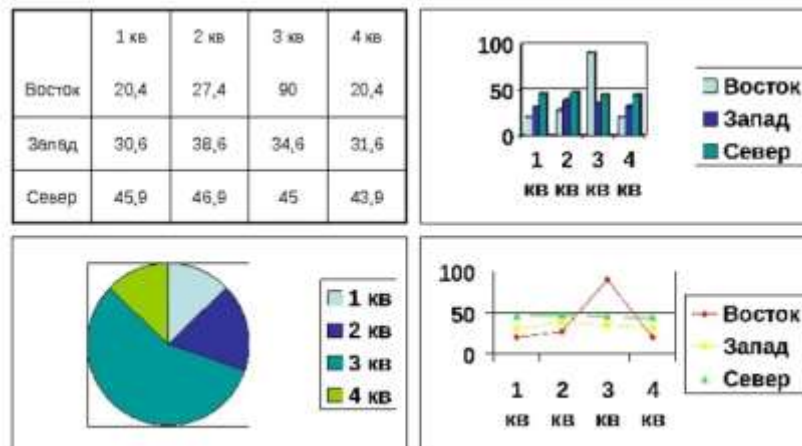 1 кв 2 кв 3 кв 4 кв
Восток 20,4 27,4 90 20,4
Запад 30,6 38,6 34,6 31,6
Север 45,9 46,9 45 43,9
100
50
0
1 2 3 4
кв кв кв кв
Восток
Запад
Север
1 кв
2 кв
3 кв
4 кв
100
50
0
1 2 3 4
кв кв кв кв
Восток
Запад
Север